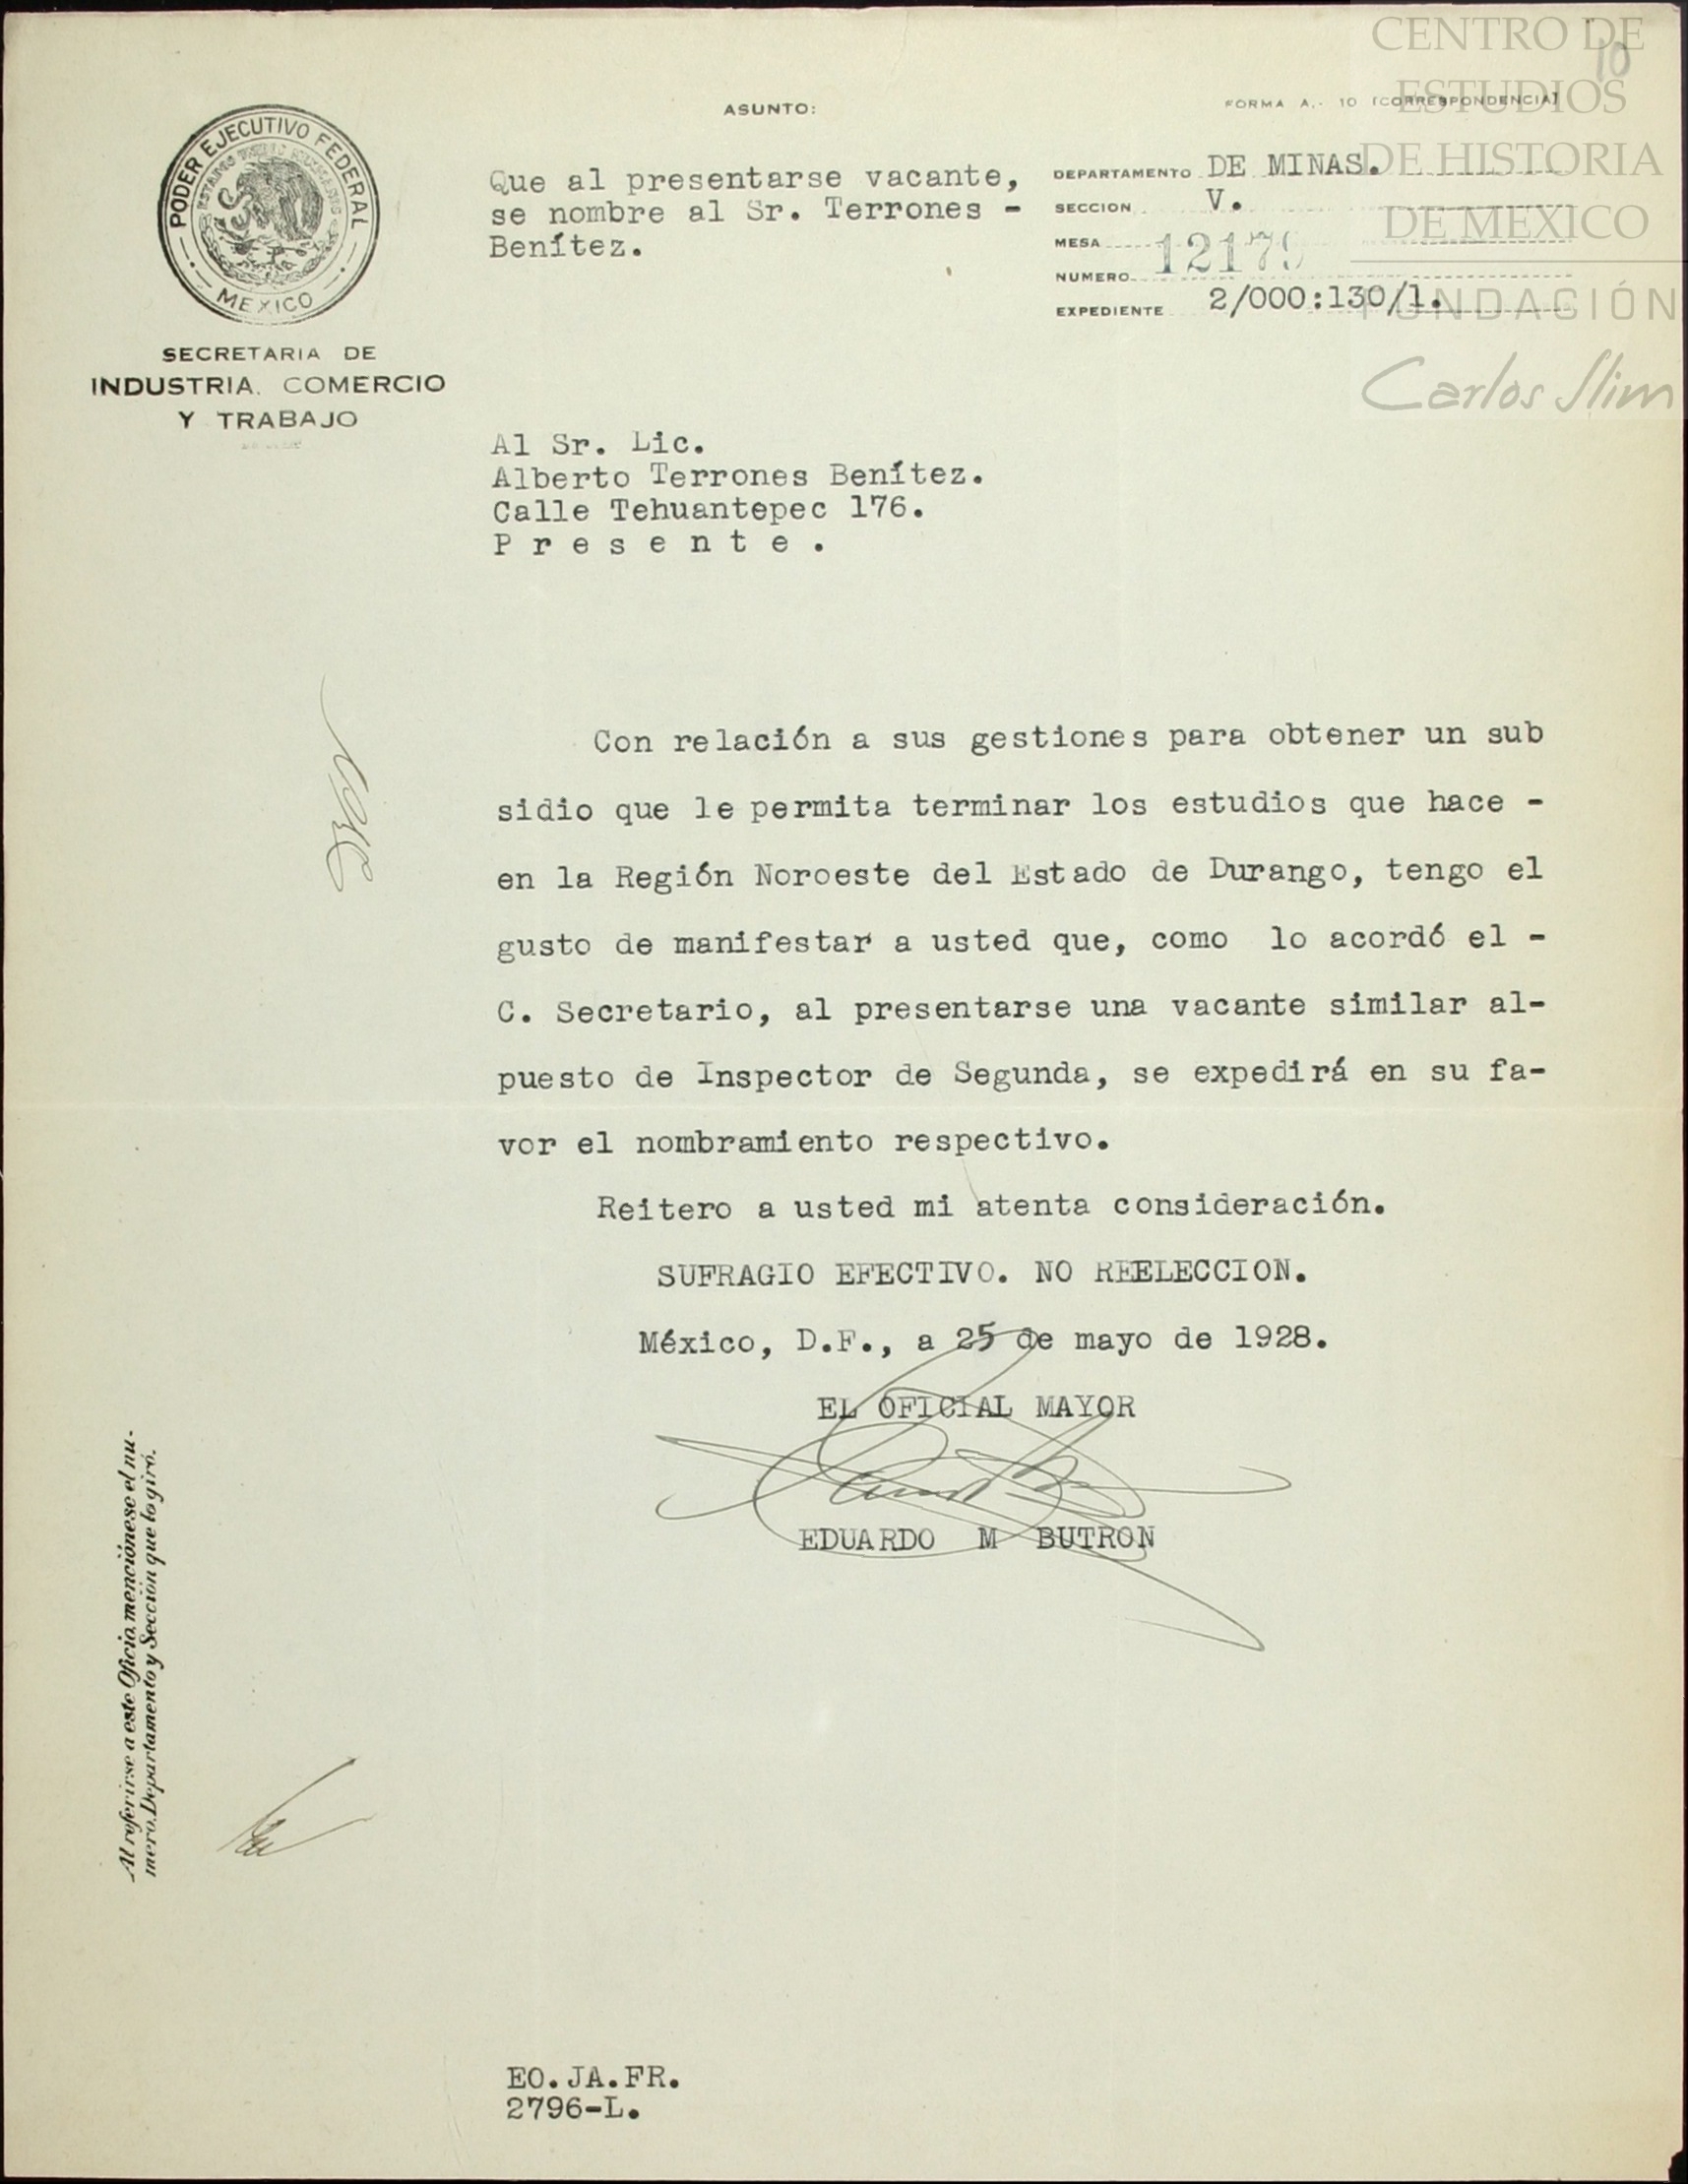 CENTRO DE
ESTUDIOS
DE HISTORIA
DE MEXICO
FUNDACIÓN
Carlos Slim
10
PODER EJECUTIVO FEDERAL
ESTADOS UNIDOS MEXICANOS
MEXICO
SECRETARIA DE
INDUSTRIA. COMERCIO
Y TRABAJO
ASUNTO:
FORMA A.- 10 [CORRESPONDENCIA]
Que al presentarse vacante,
se nombre al Sr. Terrones -
Benítez.
DEPARTAMENTO DE MINAS.
SECCION V.
MESA
NUMERO 12179
EXPEDIENTE 2/000:130/1.
Al Sr. Lic.
Alberto Terrones Benítez.
Calle Tehuantepec 176.
P r e s e n t e .
Con relación a sus gestiones para obtener un sub
sidio que le permita terminar los estudios que hace -
en la Región Noroeste del Estado de Durango, tengo el
gusto de manifestar a usted que, como lo acordó el -
C. Secretario, al presentarse una vacante similar al-
puesto de Inspector de Segunda, se expedirá en su fa-
vor el nombramiento respectivo.
Reitero a usted mi atenta consideración.
SUFRAGIO EFECTIVO. NO REELECCION.
México, D.F., a 25 de mayo de 1928.
EL OFICIAL MAYOR
EDUARDO M BUTRON
Al referirse a este Oficio, menciónese el nu-
mero, Departamento y Sección que lo giró.
EO.JA.FR.
2796-L.